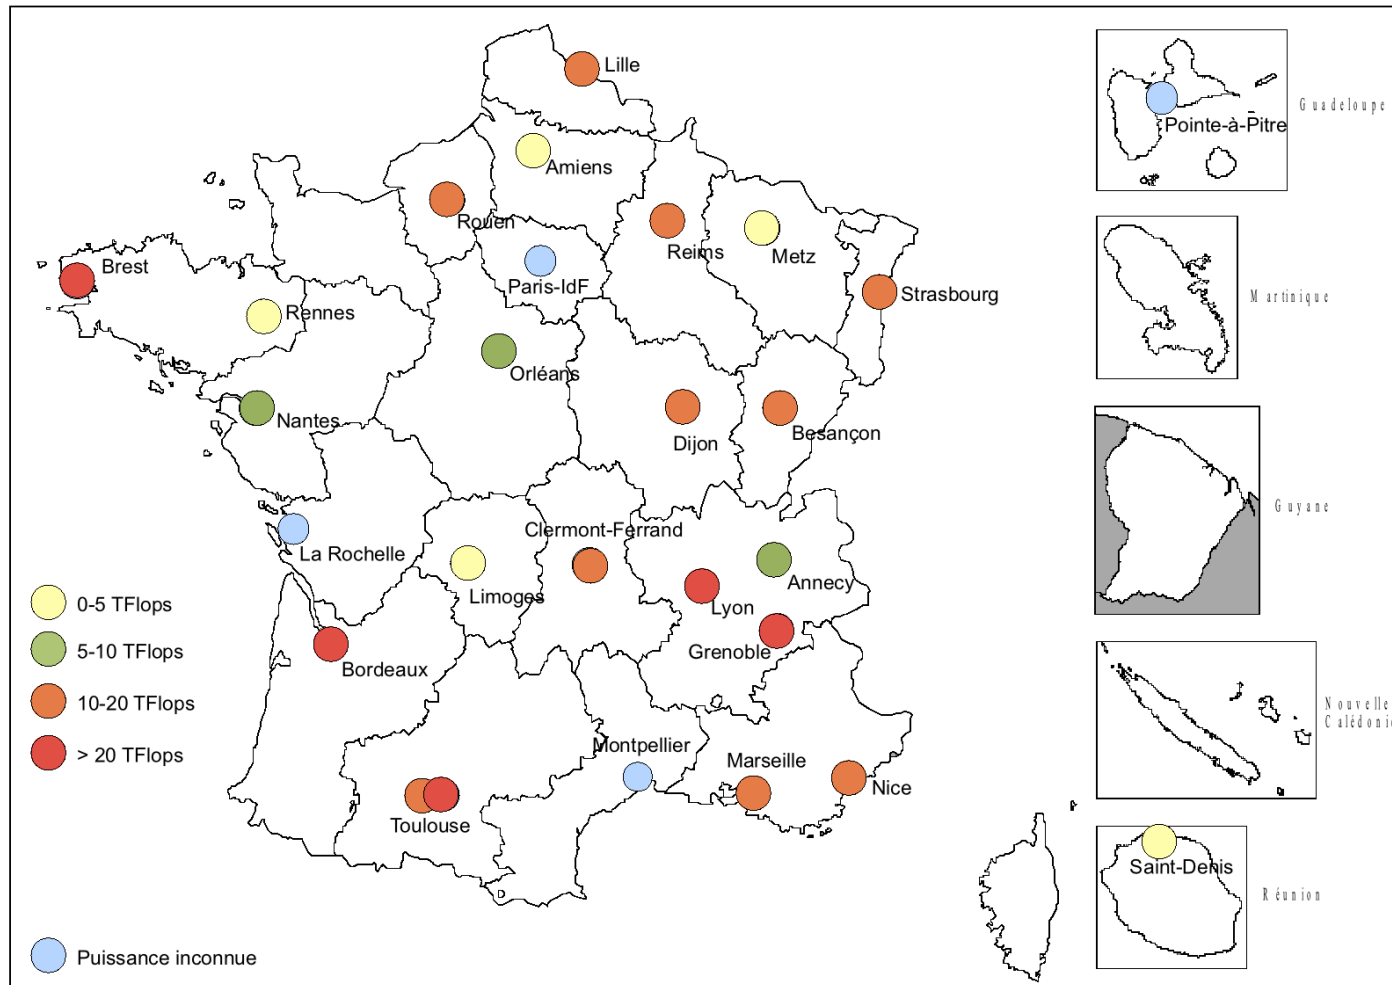 Lille
Pointe-à-Pitre
Guadeloupe
Amiens
Rouen
Reims
Metz
Brest
Paris-IdF
Strasbourg
Martinique
Rennes
Orléans
Nantes
Dijon
Besançon
Guyane
Clermont-Ferrand
La Rochelle
Limoges
Annecy
Lyon
Grenoble
Bordeaux
0-5 TFlops
5-10 TFlops
10-20 TFlops
> 20 TFlops
Nouvelle
Calédonie
Montpellier
Marseille
Nice
Toulouse
Saint-Denis
Réunion
Puissance inconnue